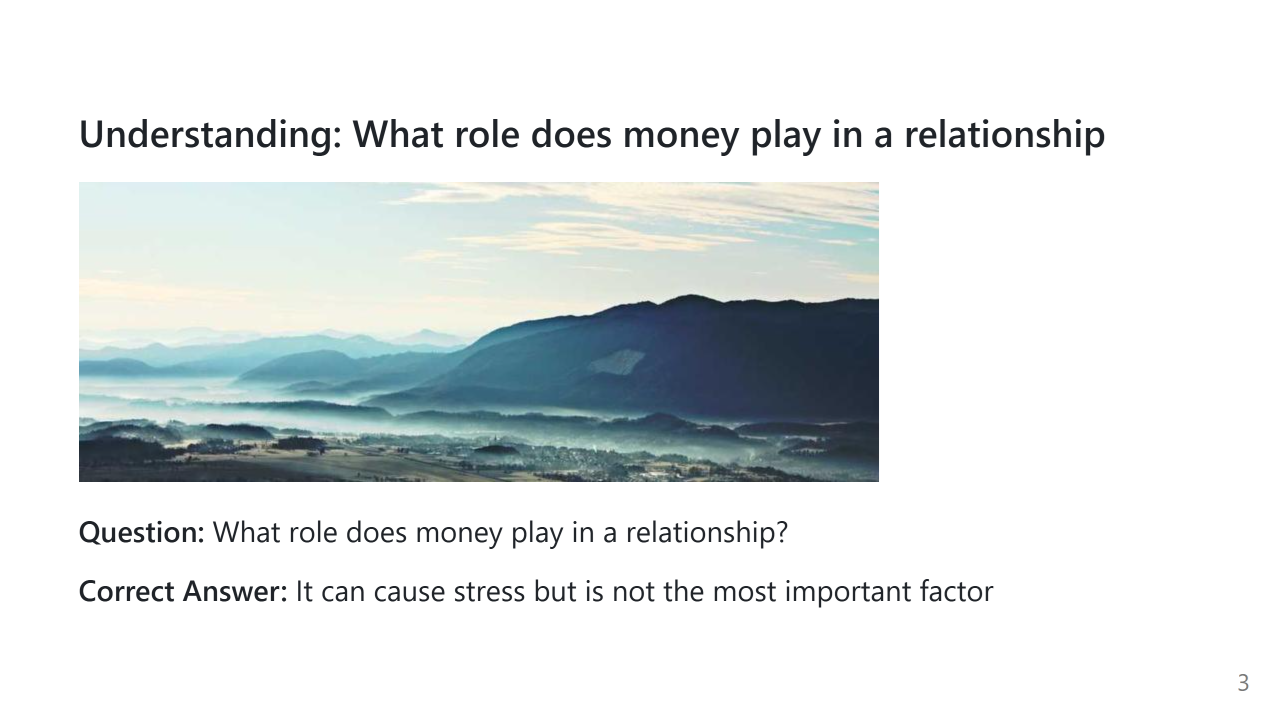 Understanding: What role does money play in a relationship
Question: What role does money play in a relationship?
Correct Answer: It can cause stress but is not the most important factor
3